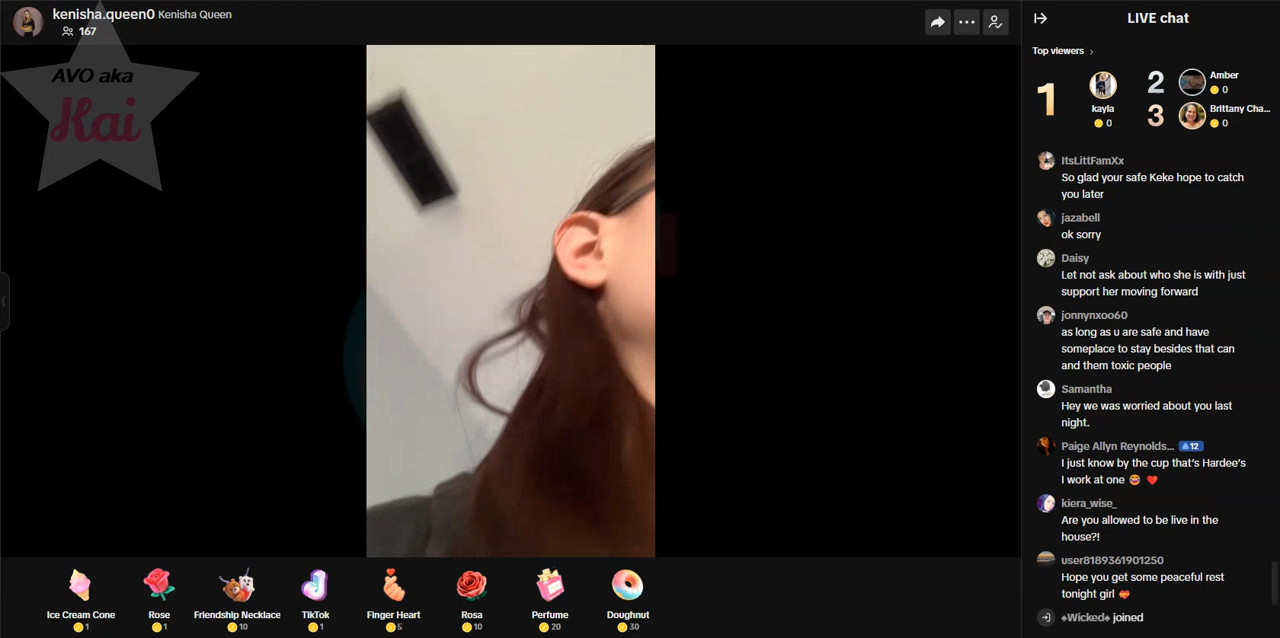 kenisha.queen0 Kenisha Queen
167
AVO aka
Kai
LIVE chat
Top viewers >
1
kayla
0
2
Amber
0
3
Brittany Cha...
0
ItsLittFamXx
So glad your safe Keke hope to catch
you later
jazabell
ok sorry
Daisy
Let not ask about who she is with just
support her moving forward
jonnynxoo60
as long as u are safe and have
someplace to stay besides that can
and them toxic people
Samantha
Hey we was worried about you last
night.
Paige Allyn Reynolds... 12
I just know by the cup that's Hardee's
I work at one 🤩 ❤️
kiera_wise_
Are you allowed to be live in the
house?!
user8189361901250
Hope you get some peaceful rest
tonight girl 💝
♠Wicked♠ joined
Ice Cream Cone
1
Rose
1
Friendship Necklace
10
TikTok
1
Finger Heart
5
Rosa
10
Perfume
20
Doughnut
30